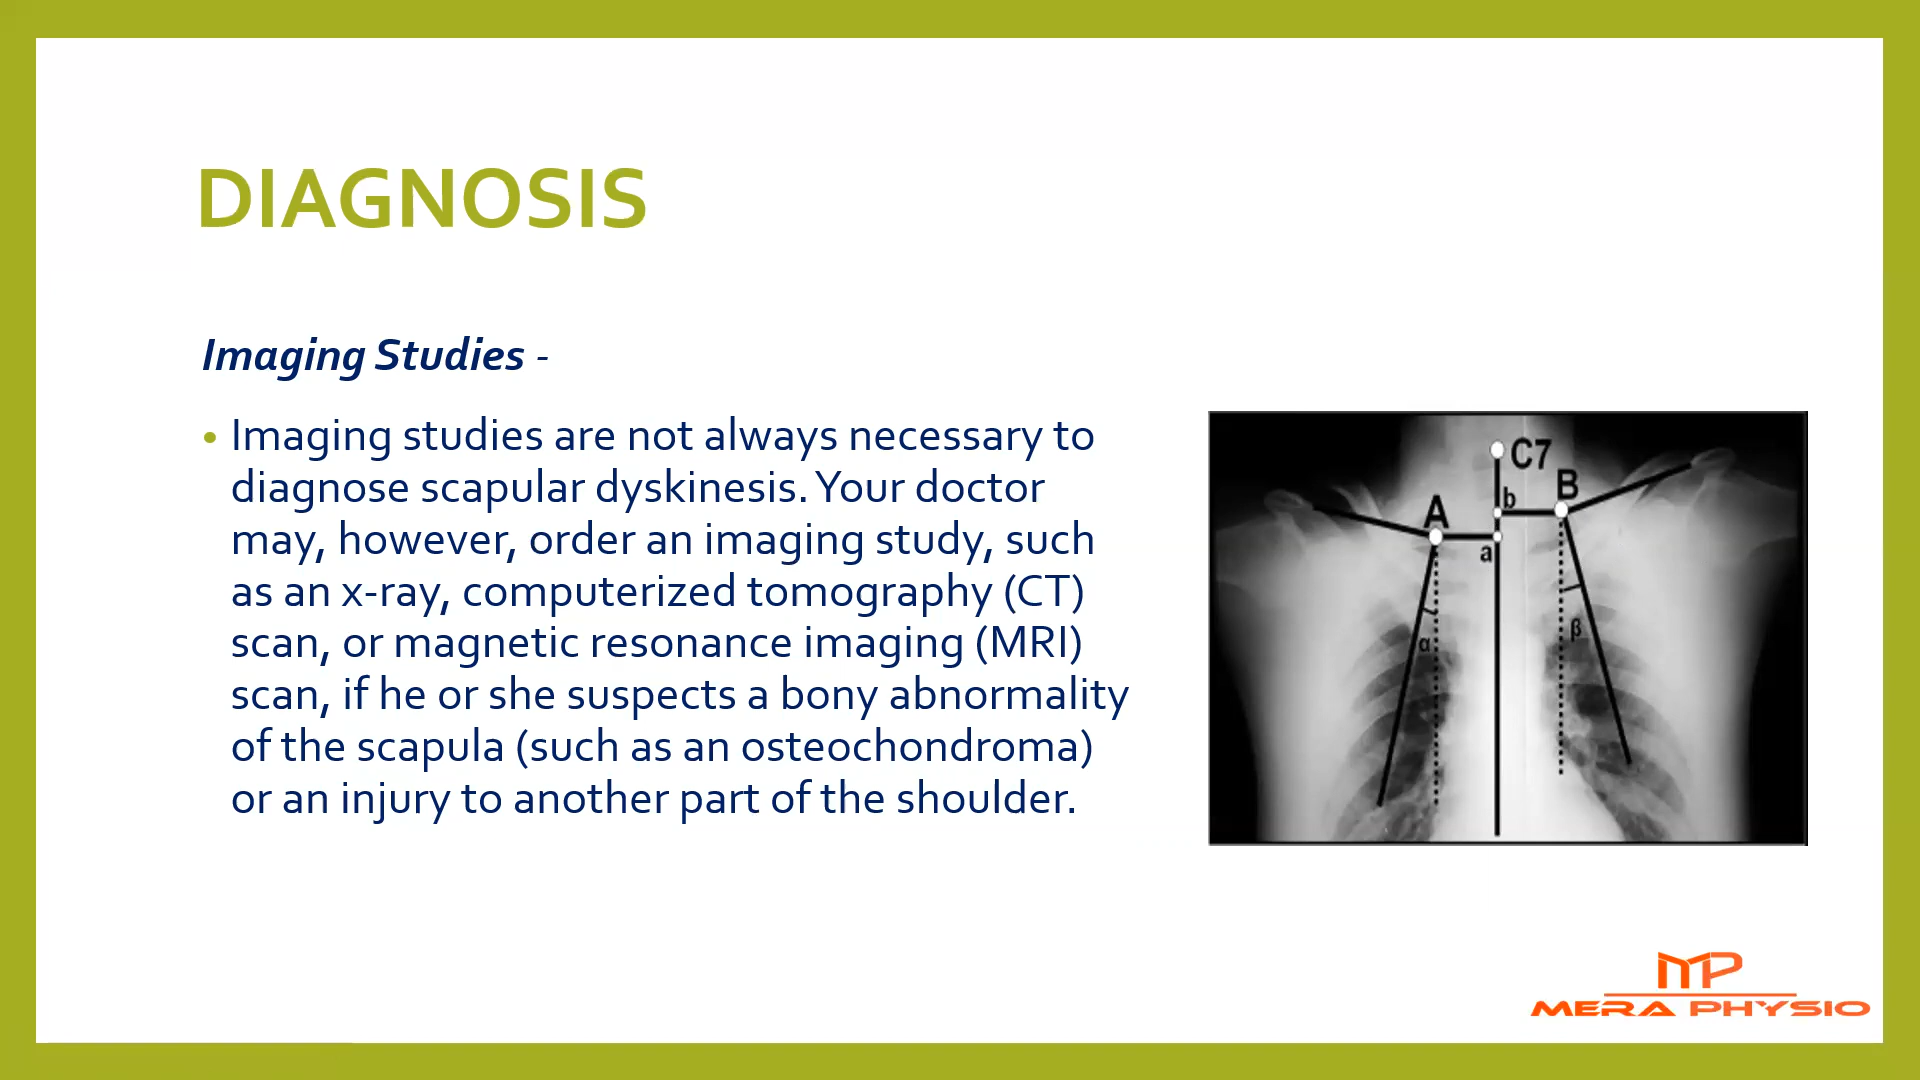 DIAGNOSIS
Imaging Studies -
• Imaging studies are not always necessary to
diagnose scapular dyskinesis. Your doctor
may, however, order an imaging study, such
as an x-ray, computerized tomography (CT)
scan, or magnetic resonance imaging (MRI)
scan, if he or she suspects a bony abnormality
of the scapula (such as an osteochondroma)
or an injury to another part of the shoulder.
C7
A
b
B
a
α
β
MP
MERA PHYSIO